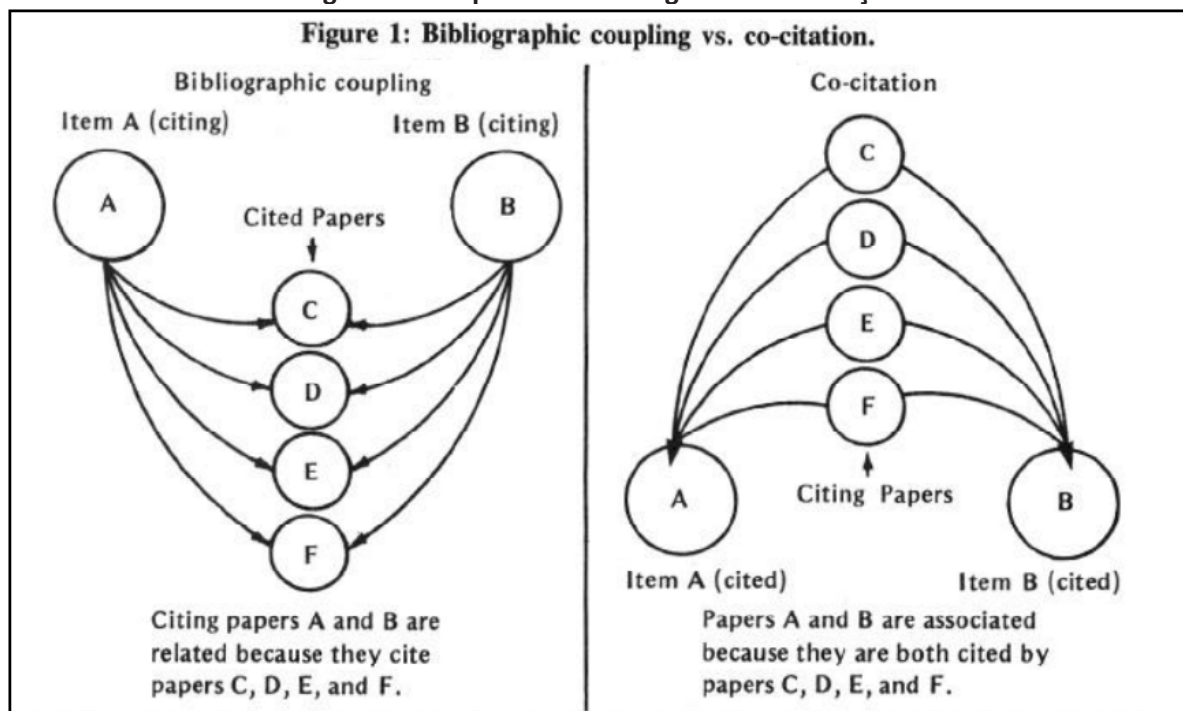 Figure 1: Bibliographic coupling vs. co-citation.
Bibliographic coupling
Item A (citing)
Item B (citing)
A
B
Cited Papers
C
D
E
F
Citing papers A and B are
related because they cite
papers C, D, E, and F.
Co-citation
C
D
E
F
A
Citing Papers
B
Item A (cited)
Item B (cited)
Papers A and B are associated
because they are both cited by
papers C, D, E, and F.